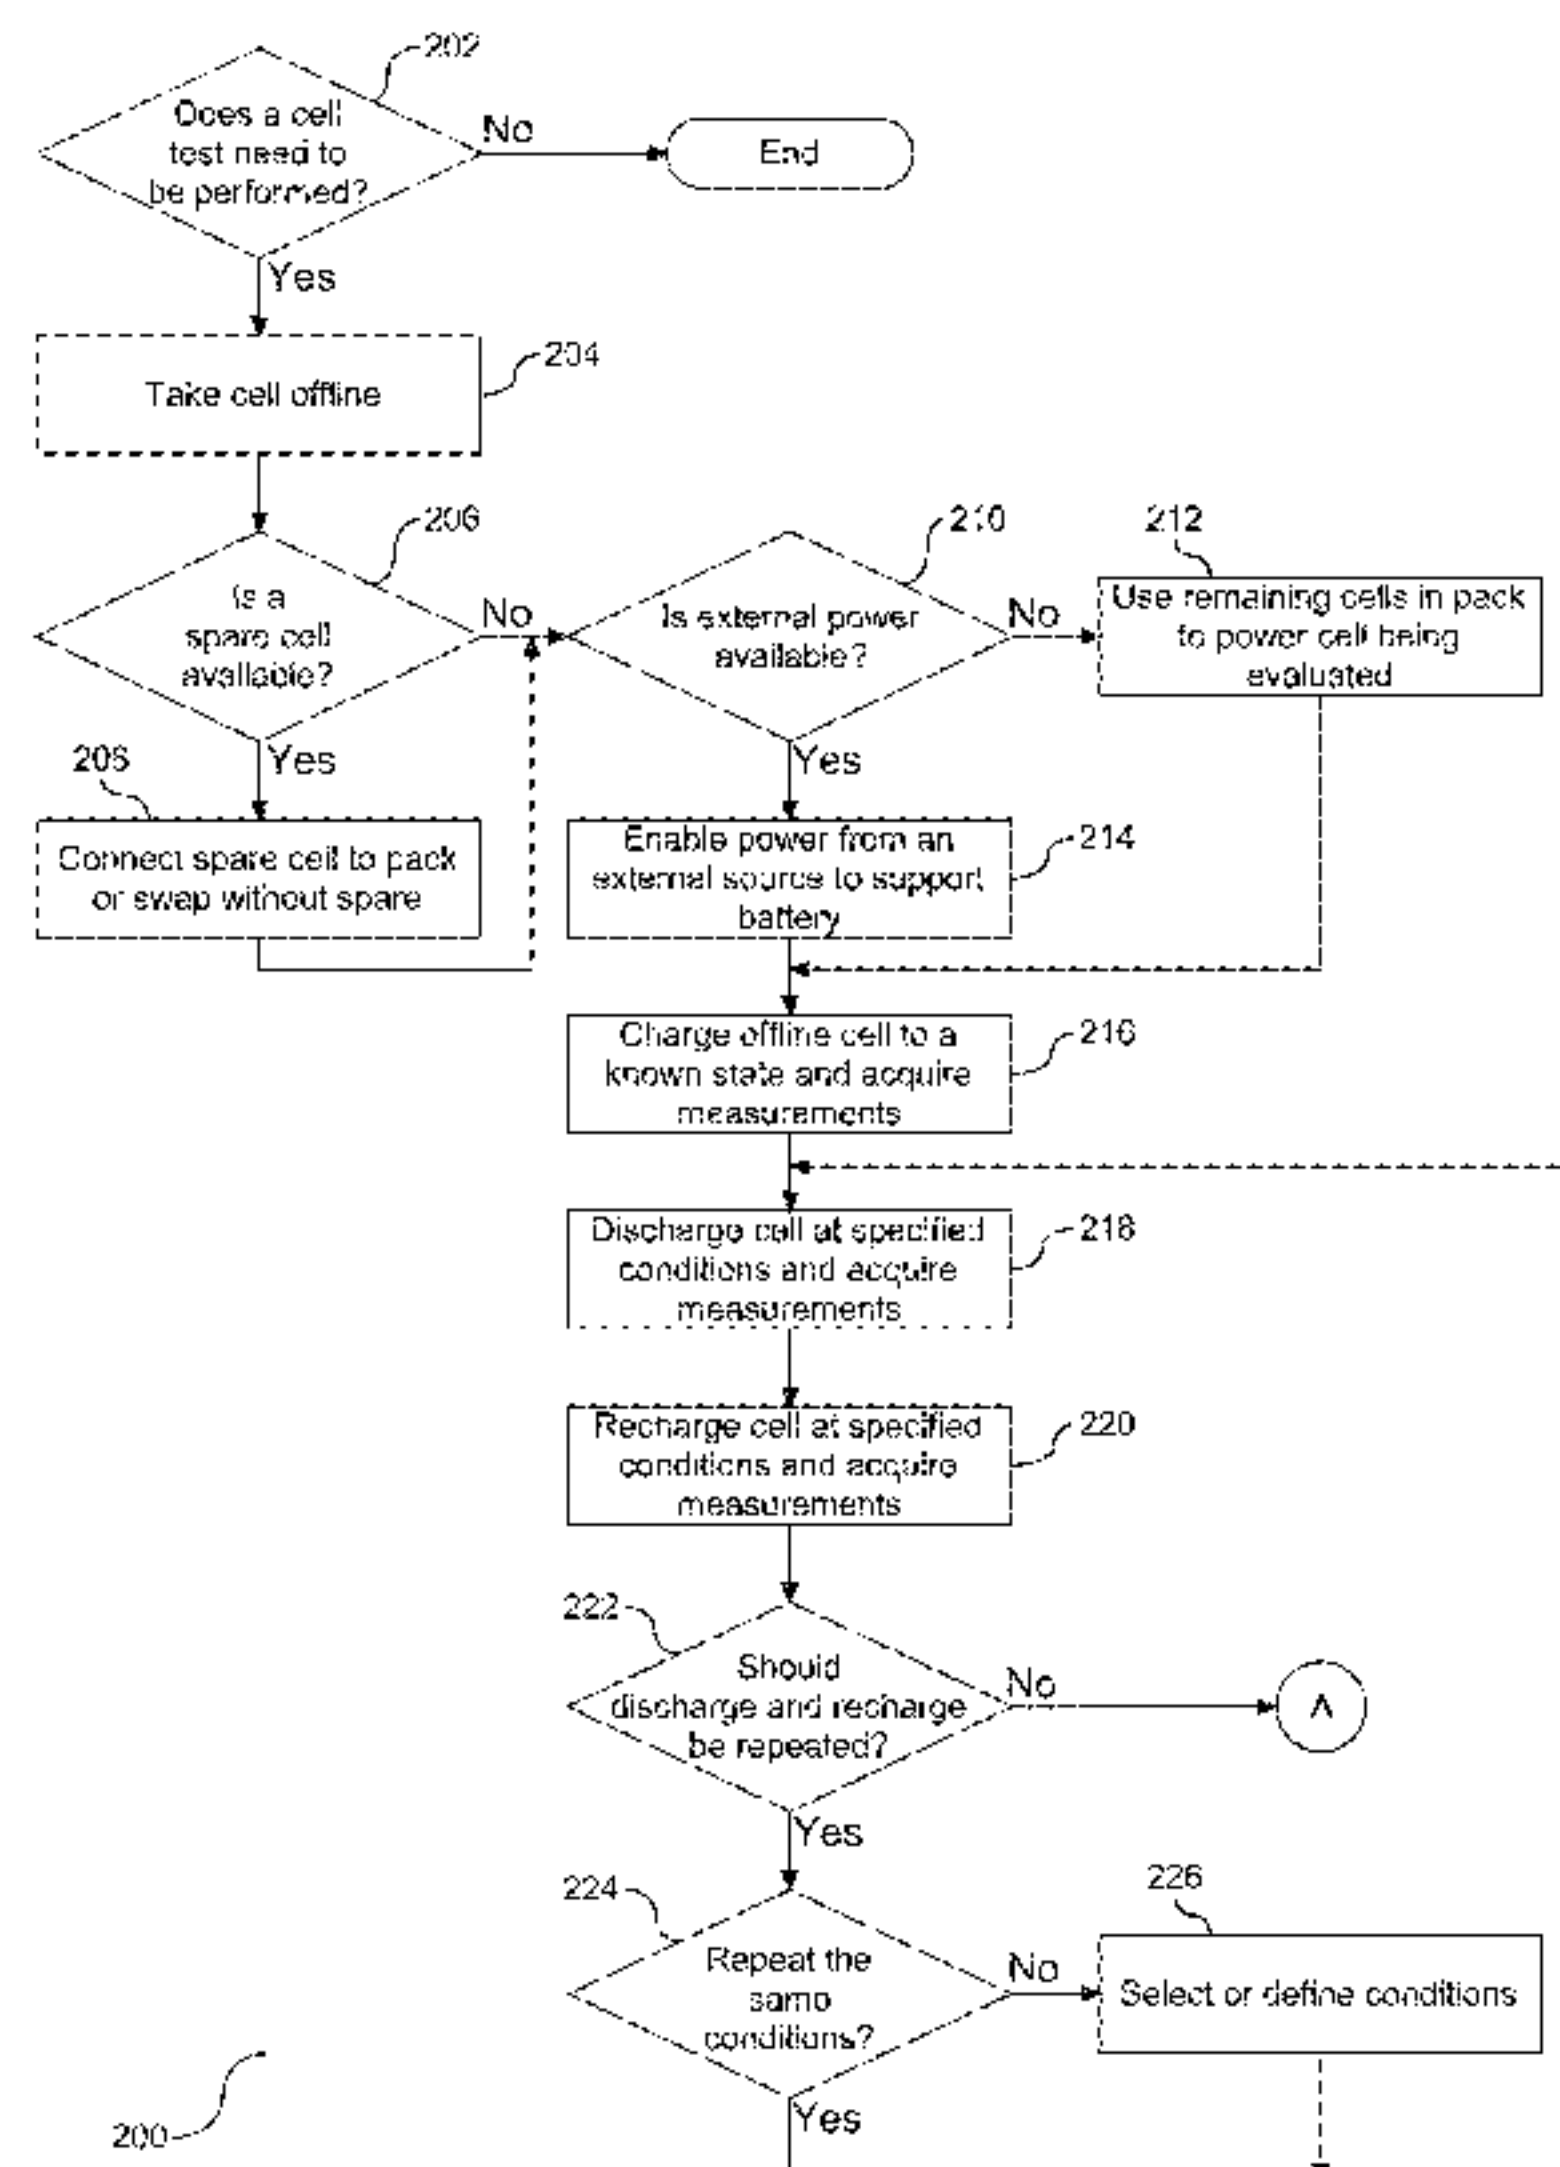 202
Does a cell
test need to
be performed?
No
End
Yes
204
Take cell offline
206
Is a
spare cell
available?
No
210
Is external power
available?
No
212
Use remaining cells in pack
to power cell being
evaluated
Yes
Yes
Connect spare cell to pack
or swap without spare
Enable power from an
external source to support
battery
214
Charge offline cell to a
known state and acquire
measurements
216
Discharge cell at specified
conditions and acquire
measurements
218
Recharge cell at specified
conditions and acquire
measurements
220
222
Should
discharge and recharge
be repeated?
No
A
Yes
224
Repeat the
same
conditions?
No
226
Select or define conditions
Yes
200